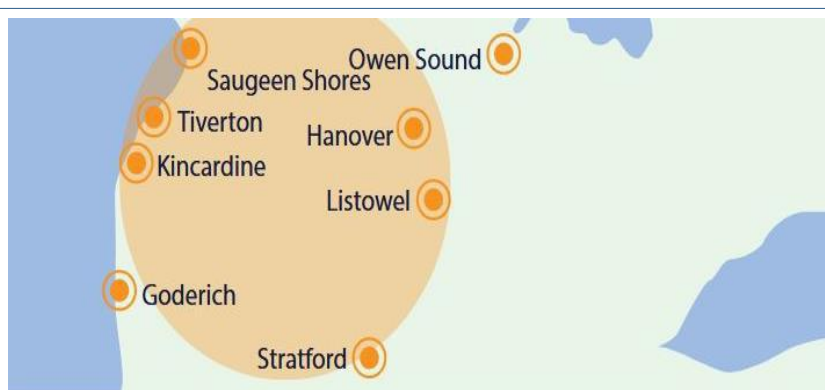 Owen Sound
Saugeen Shores
Tiverton
Hanover
Kincardine
Listowel
Goderich
Stratford